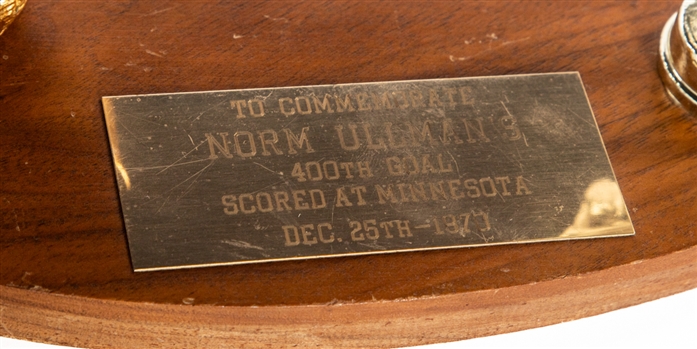 TO COMMEMORATE
NORM ULLMAN'S
400TH GOAL
SCORED AT MINNESOTA
DEC. 25TH-1971